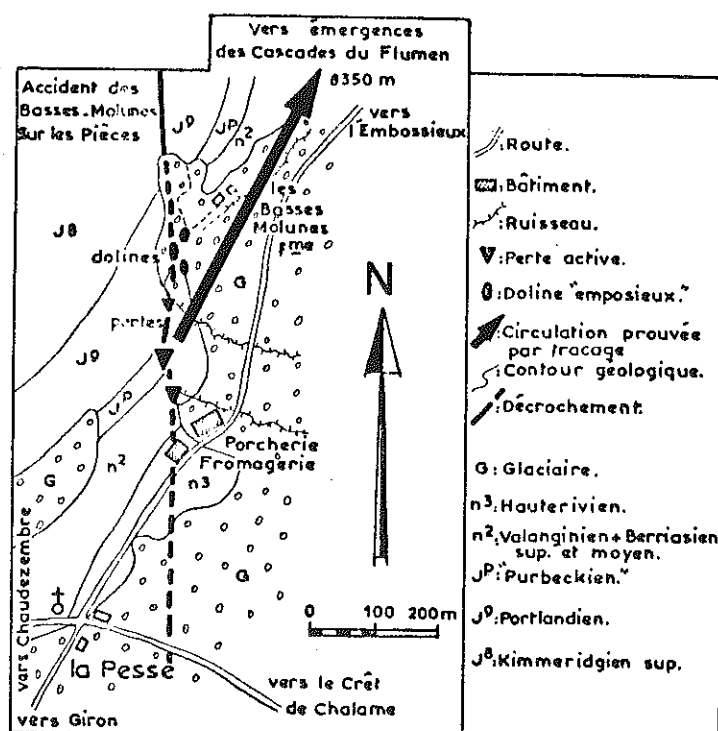 Vers émergences
des Cascades du Flumen
8350 m
Accident des
Basses-Molunes
sur les Pièces
vers
l'Embossieux
J9
JP
n2
les
Basses
Molunes
fme
J8
dolines
G
pertes
J9
JP
N
Porcherie
Fromagerie
n2
G
n3
G
vers Chaudezembre
0 100 200m
la Pesse
vers le Crêt
de Chalame
vers Giron
:Route.
:Bâtiment.
:Ruisseau.
:Perte active.
:Doline "emposieux."
:Circulation prouvée
par tracage
:Contour géologique.
:Décrochement.
G:Glaciaire.
n3:Hauterivien.
n2:Valanginien+Berriasien
sup. et moyen.
JP:"Purbeckien."
J9:Portlandien.
J8:Kimmeridgien sup.